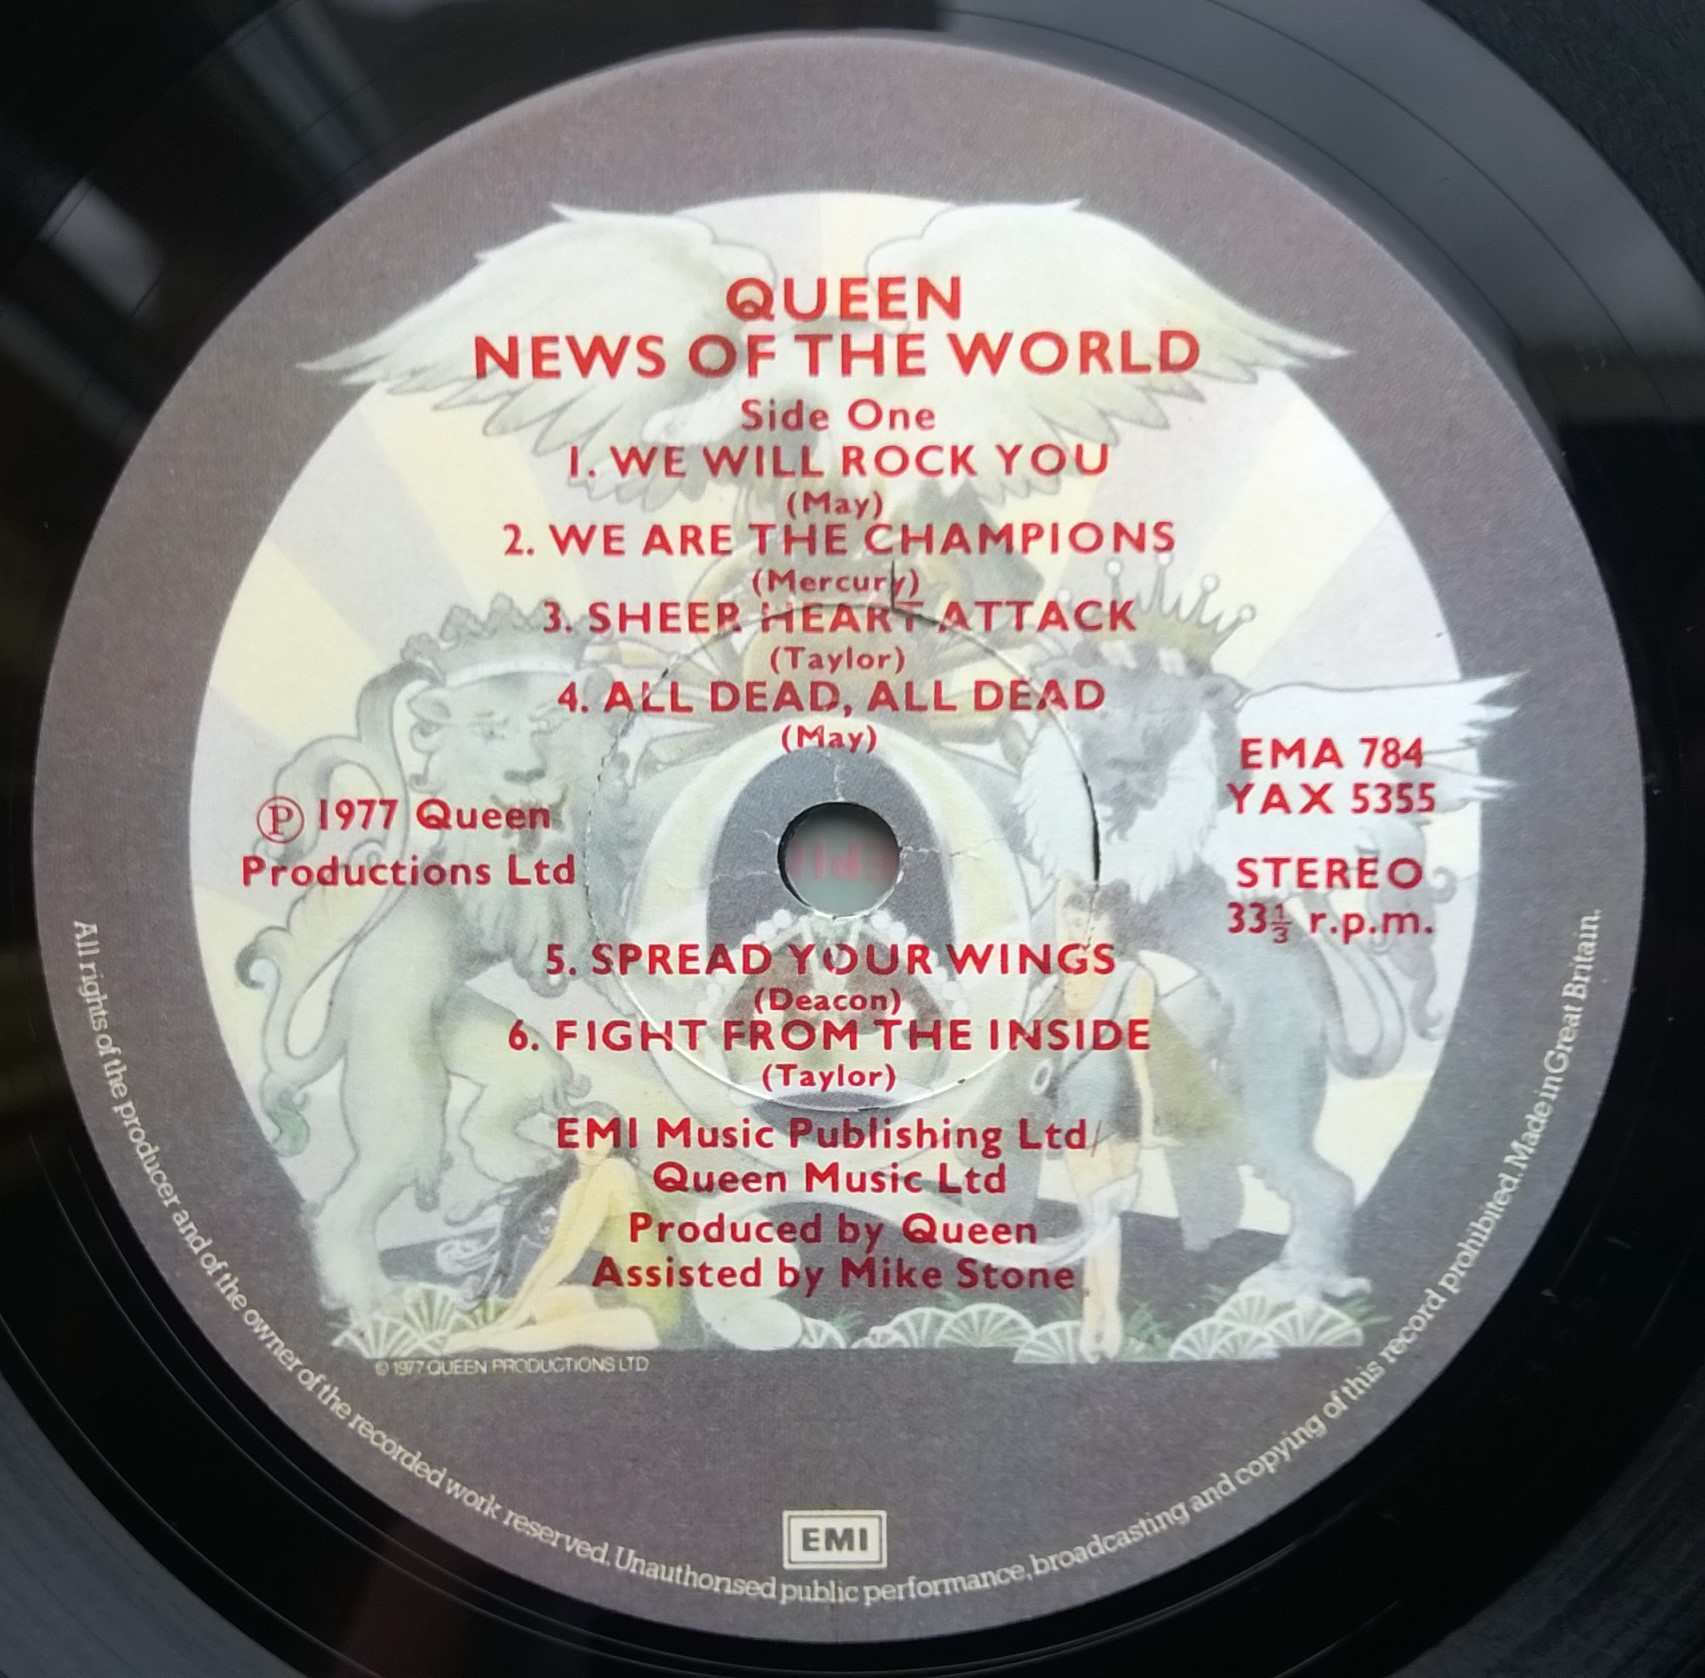 QUEEN
NEWS OF THE WORLD
Side One
1. WE WILL ROCK YOU
(May)
2. WE ARE THE CHAMPIONS
(Mercury)
3. SHEER HEART ATTACK
(Taylor)
4. ALL DEAD, ALL DEAD
(May)
℗ 1977 Queen
Productions Ltd
EMA 784
YAX 5355
STEREO
33⅓ r.p.m.
5. SPREAD YOUR WINGS
(Deacon)
6. FIGHT FROM THE INSIDE
(Taylor)
EMI Music Publishing Ltd/
Queen Music Ltd
Produced by Queen
Assisted by Mike Stone
© 1977 QUEEN PRODUCTIONS LTD
EMI
All rights of the producer and of the owner of the recorded work reserved. Unauthorised public performance, broadcasting and copying of this record prohibited. Made in Great Britain.